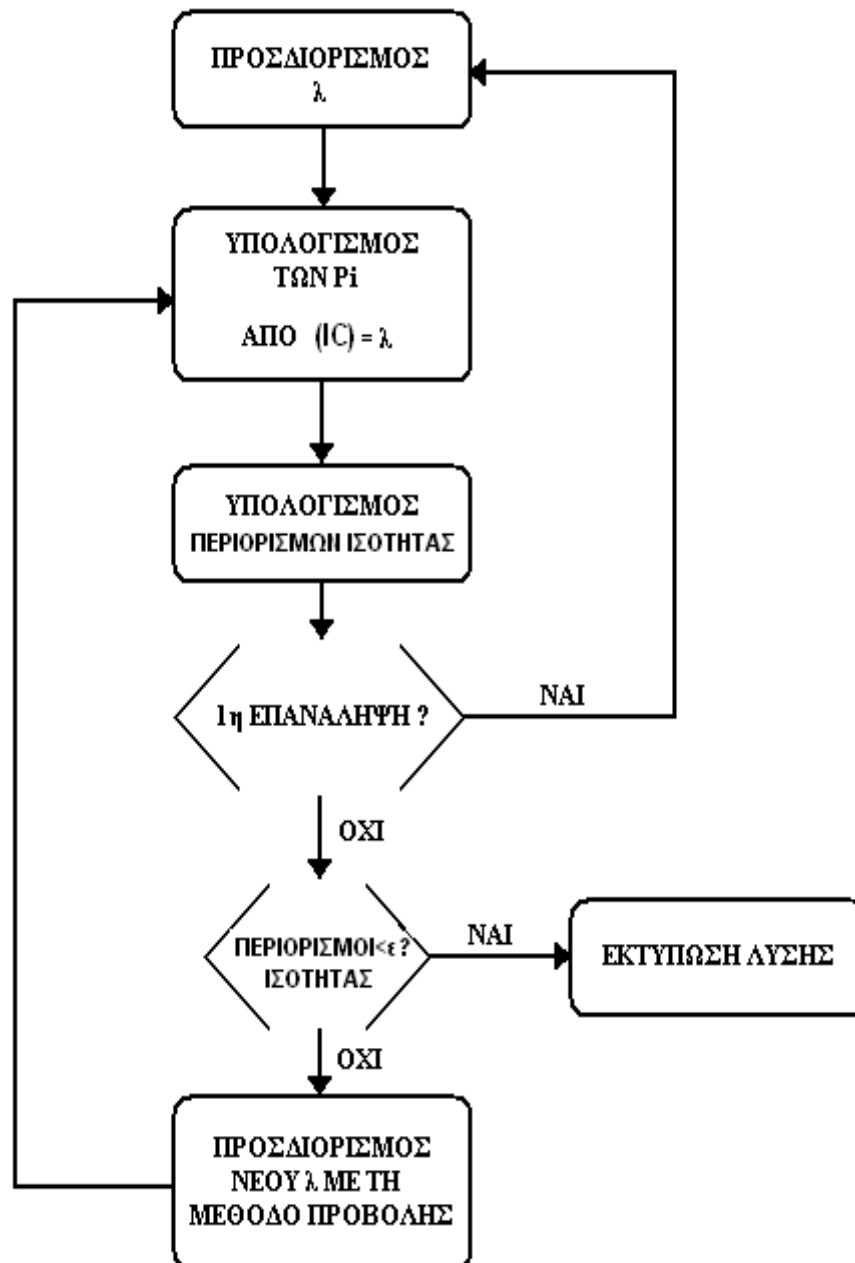 ΠΡΟΣΔΙΟΡΙΣΜΟΣ
λ
ΥΠΟΛΟΓΙΣΜΟΣ
ΤΩΝ Pi
ΑΠΟ (IC) = λ
ΥΠΟΛΟΓΙΣΜΟΣ
ΠΕΡΙΟΡΙΣΜΩΝ ΙΣΟΤΗΤΑΣ
1η ΕΠΑΝΑΛΗΨΗ ?
ΝΑΙ
ΟΧΙ
ΠΕΡΙΟΡΙΣΜΟΙ<ε?
ΙΣΟΤΗΤΑΣ
ΝΑΙ
ΕΚΤΥΠΩΣΗ ΛΥΣΗΣ
ΟΧΙ
ΠΡΟΣΔΙΟΡΙΣΜΟΣ
ΝΕΟΥ λ ΜΕ ΤΗ
ΜΕΘΟΔΟ ΠΡΟΒΟΛΗΣ